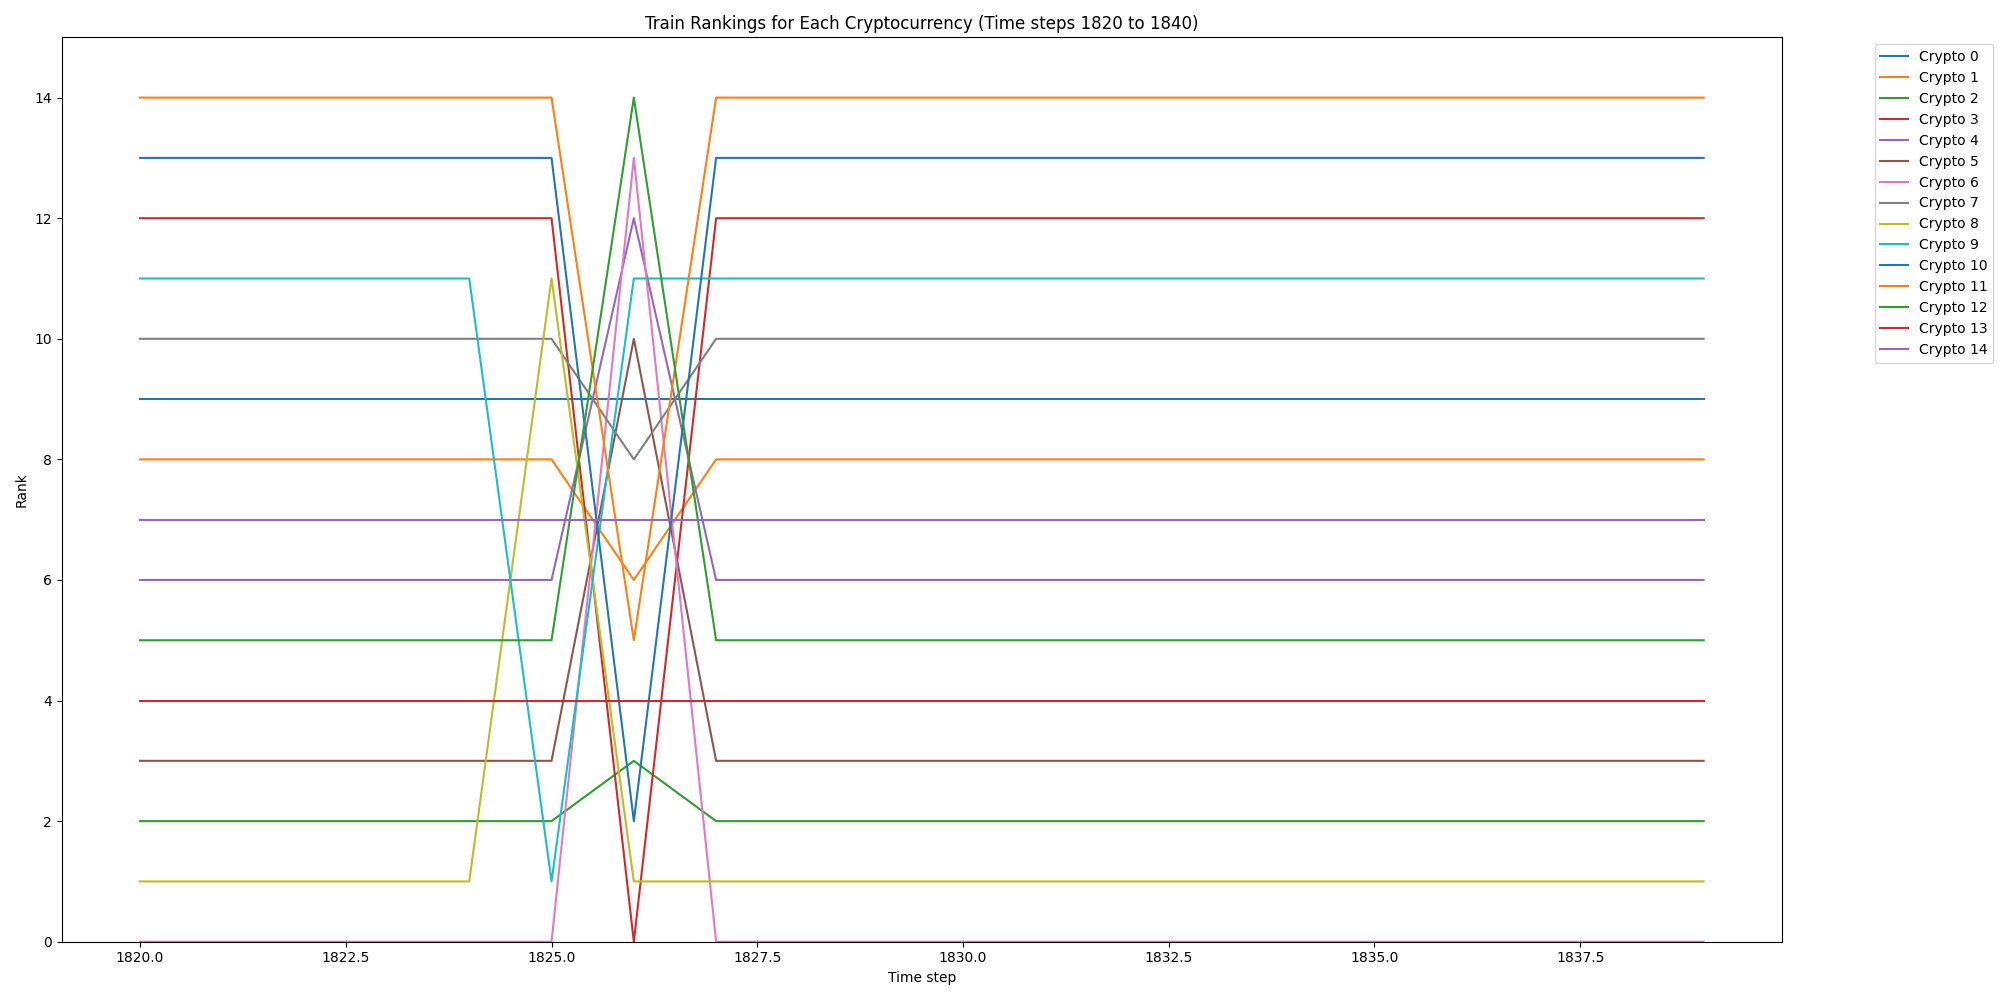 Train Rankings for Each Cryptocurrency (Time steps 1820 to 1840)
Rank
14
12
10
8
6
4
2
0
1820.0
1822.5
1825.0
1827.5
1830.0
1832.5
1835.0
1837.5
Time step
Crypto 0
Crypto 1
Crypto 2
Crypto 3
Crypto 4
Crypto 5
Crypto 6
Crypto 7
Crypto 8
Crypto 9
Crypto 10
Crypto 11
Crypto 12
Crypto 13
Crypto 14